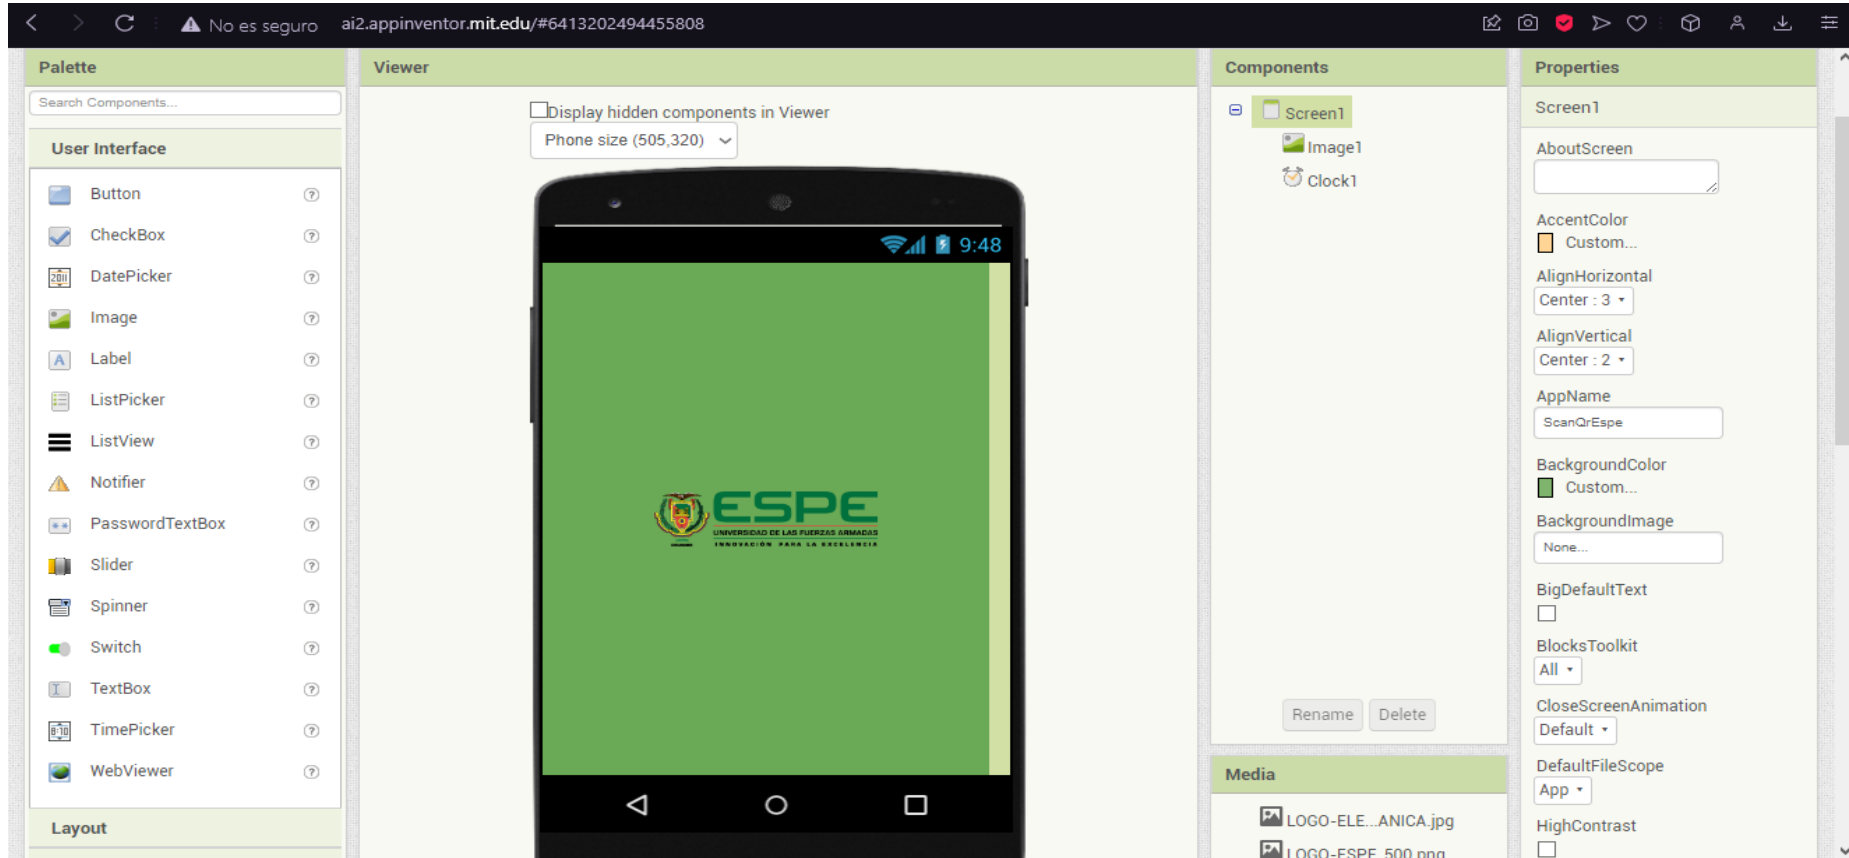 No es seguro ai2.appinventor.mit.edu/#6413202494455808
Palette
Search Components...
User Interface
Button
CheckBox
DatePicker
Image
Label
ListPicker
ListView
Notifier
PasswordTextBox
Slider
Spinner
Switch
TextBox
TimePicker
WebViewer
Layout
Viewer
Display hidden components in Viewer
Phone size (505,320)
9:48
ESPE
UNIVERSIDAD DE LAS FUERZAS ARMADAS
INNOVACIÓN PARA LA EXCELENCIA
Components
Screen1
Image1
Clock1
Rename Delete
Media
LOGO-ELE...ANICA.jpg
LOGO-ESPE_500.png
Properties
Screen1
AboutScreen
AccentColor
Custom...
AlignHorizontal
Center : 3
AlignVertical
Center : 2
AppName
ScanQrEspe
BackgroundColor
Custom...
BackgroundImage
None...
BigDefaultText
BlocksToolkit
All
CloseScreenAnimation
Default
DefaultFileScope
App
HighContrast